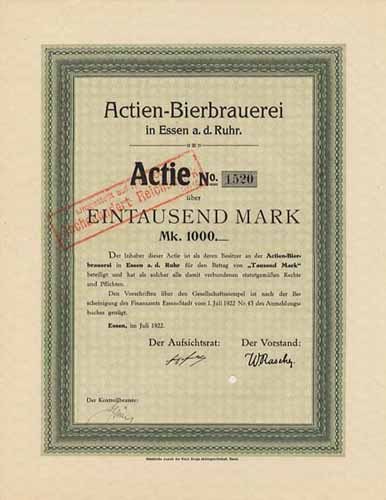 Actien-Bierbrauerei
in Essen a. d. Ruhr.
Actie No. 1520
über
EINTAUSEND MARK
Mk. 1000.
Der Inhaber dieser Actie ist als deren Besitzer an der Actien-Bier-
brauerei in Essen a. d. Ruhr für den Betrag von „Tausend Mark"
beteiligt und hat als solcher alle damit verbundenen statutgemäßen Rechte
und Pflichten.
Den Vorschriften über den Gesellschaftsstempel ist nach der Be-
scheinigung des Finanzamts Essen-Stadt vom 1. Juli 1922 Nr. 43 des Anmeldungs-
buches genügt.
Essen, im Juli 1922.
Der Aufsichtsrat: Der Vorstand:
W. Raschg
Der Kontrollbeamte: